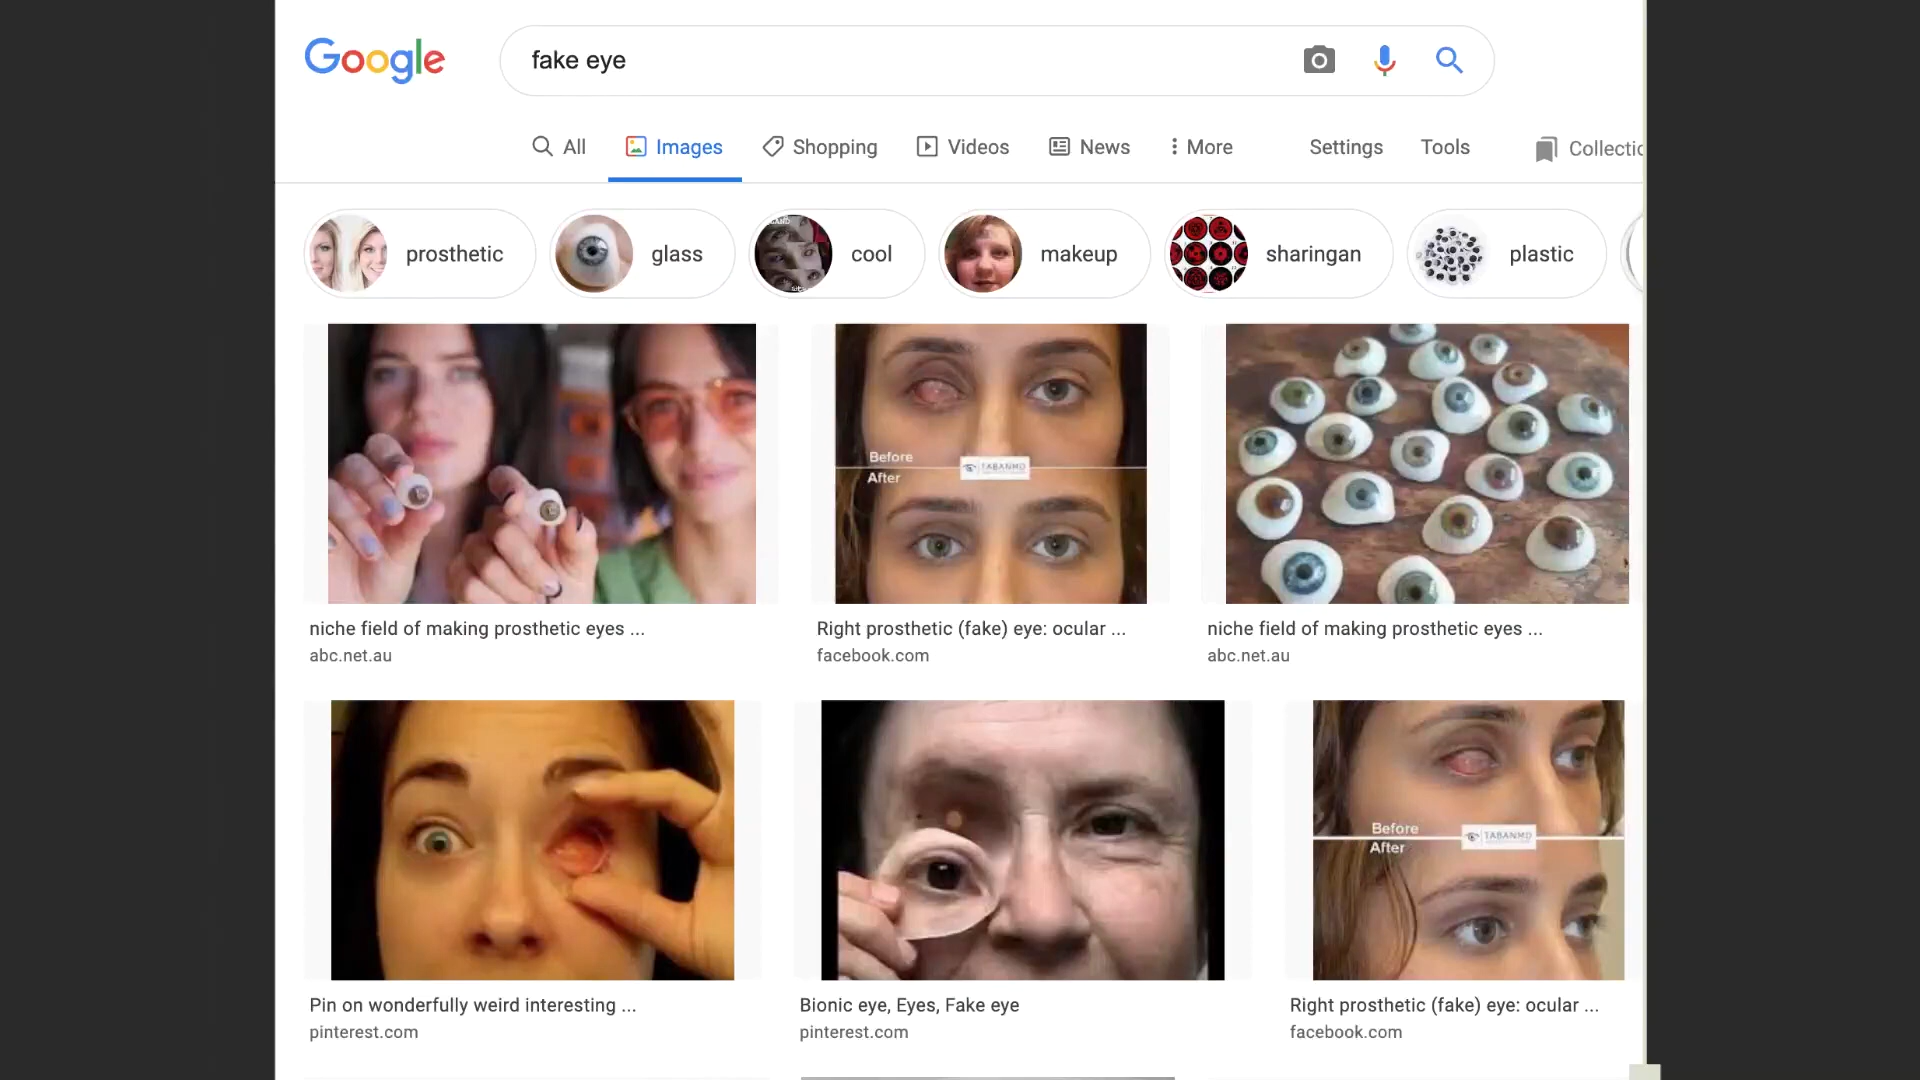 Google
fake eye
All Images Shopping Videos News More Settings Tools Collectio
prosthetic glass cool makeup sharingan plastic
Before
After
TABANMD
niche field of making prosthetic eyes ...
abc.net.au
Right prosthetic (fake) eye: ocular ...
facebook.com
niche field of making prosthetic eyes ...
abc.net.au
Before
After
TABANMD
Pin on wonderfully weird interesting ...
pinterest.com
Bionic eye, Eyes, Fake eye
pinterest.com
Right prosthetic (fake) eye: ocular ...
facebook.com